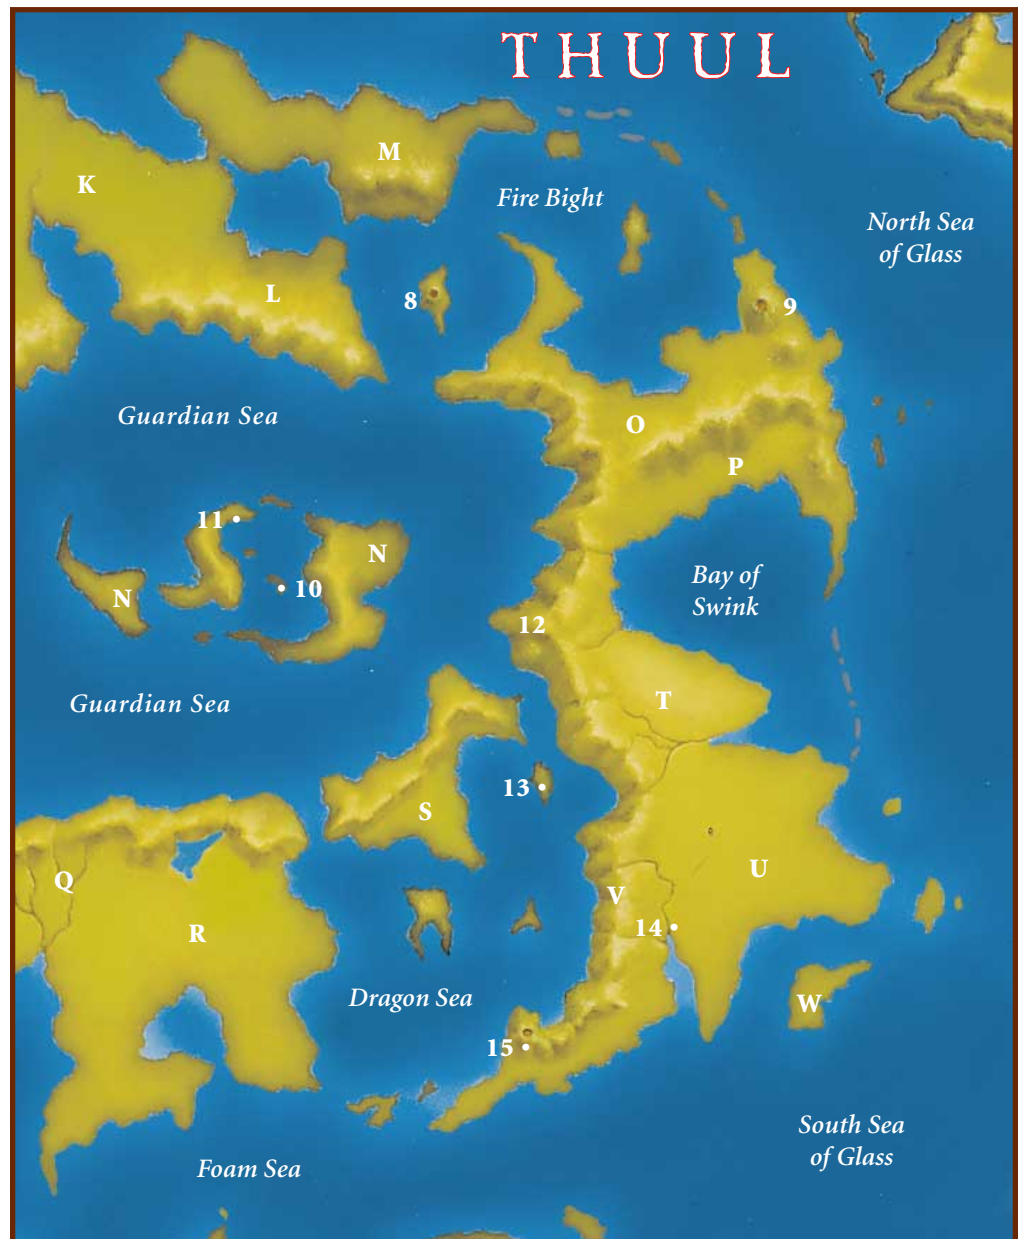 THUUL
M
K
Fire Bight
North Sea
of Glass
L
8
9
Guardian Sea
O
P
11
N
Bay of
Swink
10
N
12
Guardian Sea
T
13
S
Q
U
V
R
14
Dragon Sea
W
15
South Sea
of Glass
Foam Sea